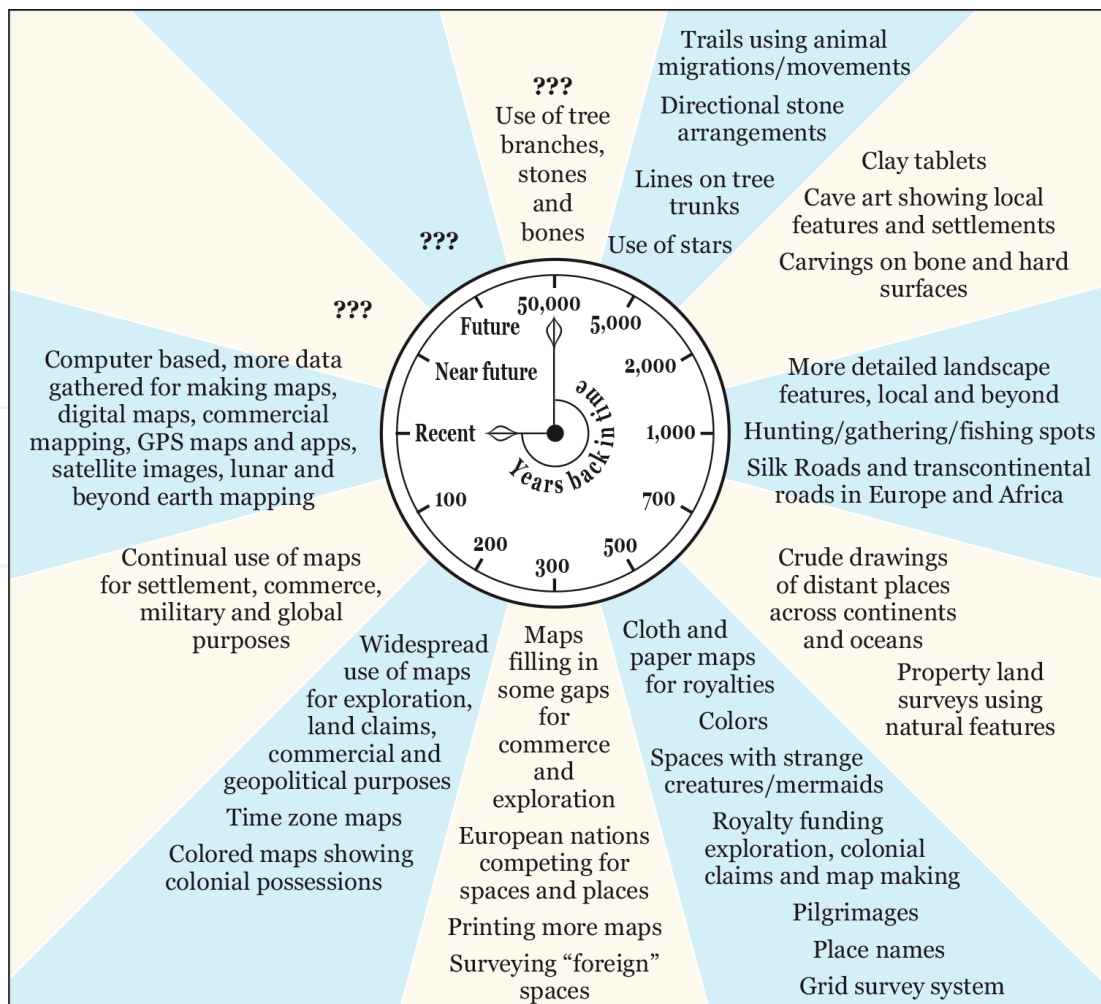 ???
Use of tree
branches,
stones
and
bones
Trails using animal
migrations/movements
Directional stone
arrangements
Lines on tree
trunks
Use of stars
Clay tablets
Cave art showing local
features and settlements
Carvings on bone and hard
surfaces
More detailed landscape
features, local and beyond
Hunting/gathering/fishing spots
Silk Roads and transcontinental
roads in Europe and Africa
Crude drawings
of distant places
across continents
and oceans
Property land
surveys using
natural features
Cloth and
paper maps
for royalties
Colors
Spaces with strange
creatures/mermaids
Royalty funding
exploration, colonial
claims and map making
Pilgrimages
Place names
Grid survey system
Maps
filling in
some gaps
for
commerce
and
exploration
European nations
competing for
spaces and places
Printing more maps
Surveying “foreign”
spaces
Widespread
use of maps
for exploration,
land claims,
commercial and
geopolitical purposes
Time zone maps
Colored maps showing
colonial possessions
Continual use of maps
for settlement, commerce,
military and global
purposes
Computer based, more data
gathered for making maps,
digital maps, commercial
mapping, GPS maps and apps,
satellite images, lunar and
beyond earth mapping
???
???
50,000
5,000
2,000
1,000
700
500
300
200
100
Recent
Near future
Future
Years back in time